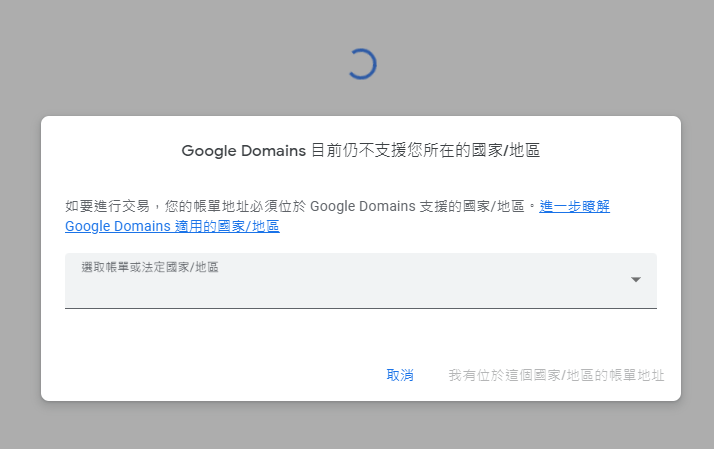 Google Domains 目前仍不支援您所在的國家/地區
如要進行交易，您的帳單地址必須位於 Google Domains 支援的國家/地區。進一步瞭解
Google Domains 適用的國家/地區
選取帳單或法定國家/地區
取消 我有位於這個國家/地區的帳單地址